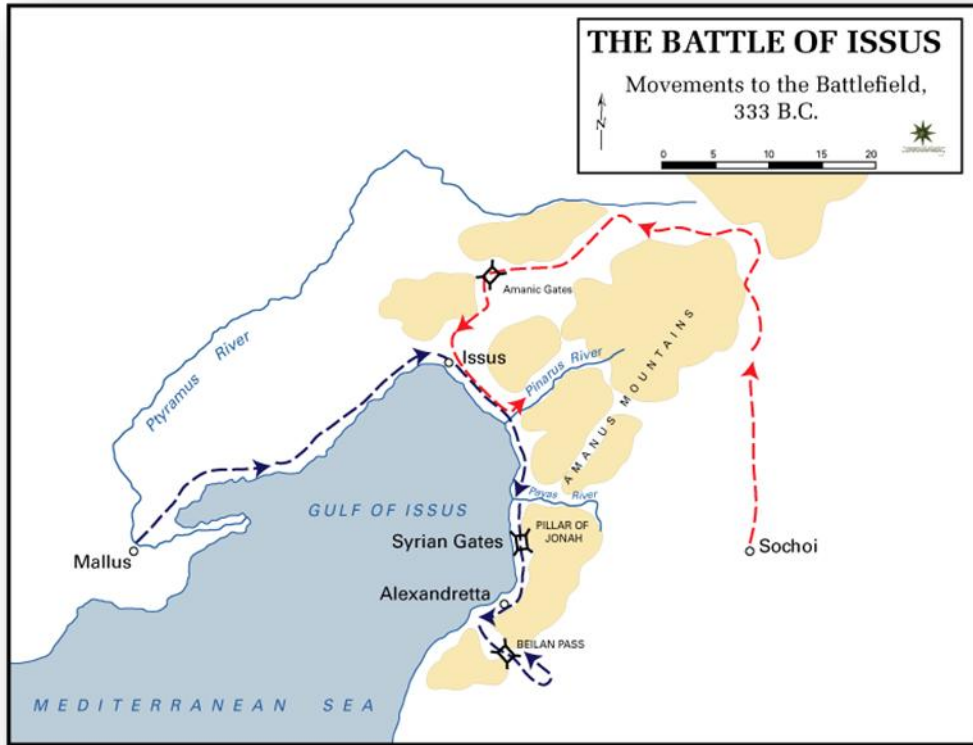 THE BATTLE OF ISSUS
Movements to the Battlefield,
333 B.C.
N
0 5 10 15 20
Amanic Gates
Issus
Ptyramus River
Pinarus River
AMANUS MOUNTAINS
GULF OF ISSUS
Payas River
PILLAR OF
JONAH
Syrian Gates
Mallus
Sochoi
Alexandretta
BEILAN PASS
MEDITERRANEAN SEA